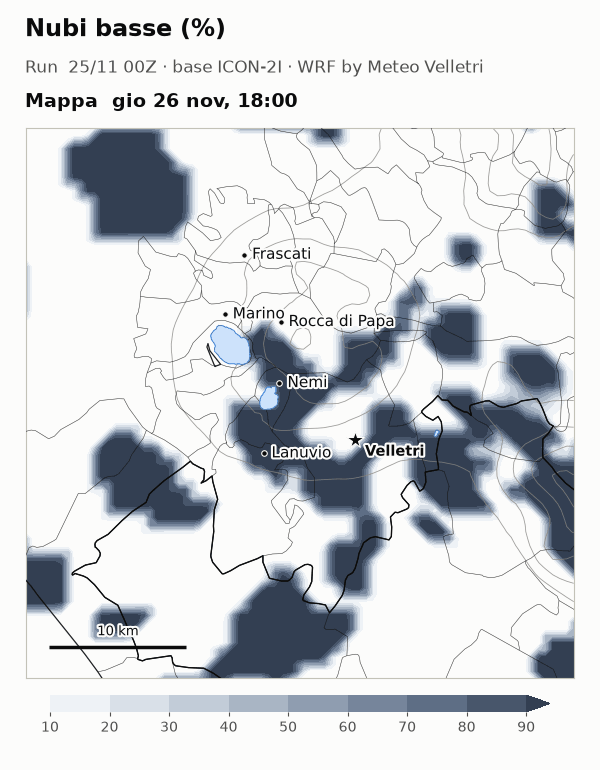 Nubi basse (%)
Run  25/11 00Z · base ICON-2I · WRF by Meteo Velletri
Mappa  gio 26 nov, 18:00
Frascati
Marino
Rocca di Papa
Nemi
Velletri
Lanuvio
10 km
10 20 30 40 50 60 70 80 90